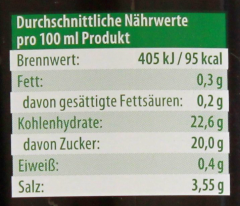 Durchschnittliche Nährwerte
pro 100 ml Produkt
Brennwert: 405 kJ / 95 kcal
Fett: 0,3 g
davon gesättigte Fettsäuren: 0,2 g
Kohlenhydrate: 22,6 g
davon Zucker: 20,0 g
Eiweiß: 0,4 g
Salz: 3,55 g